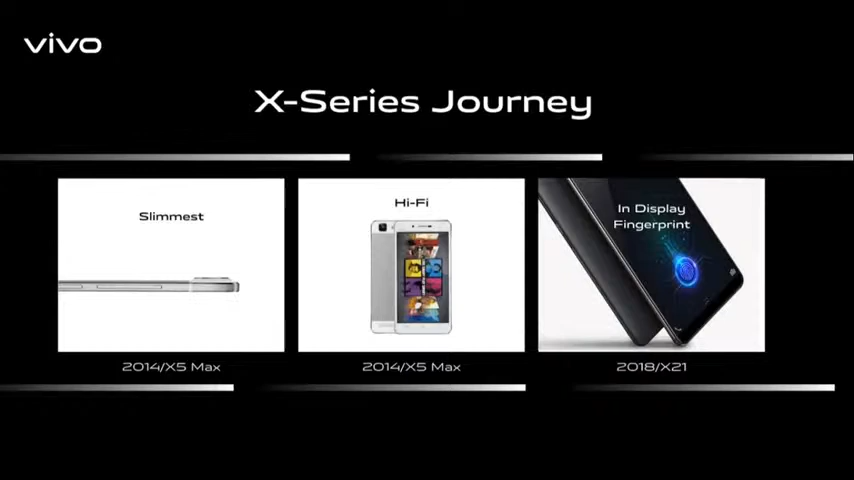 vivo
X-Series Journey
Slimmest
Hi-Fi
In Display
Fingerprint
2014/X5 Max
2014/X5 Max
2018/X21